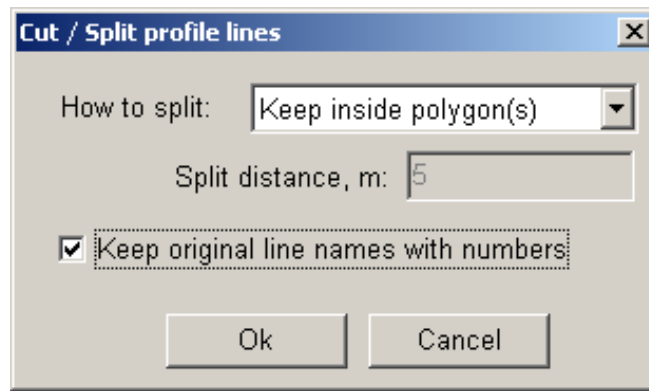 Cut / Split profile lines
How to split: Keep inside polygon(s)
Split distance, m: 5
Keep original line names with numbers
Ok Cancel